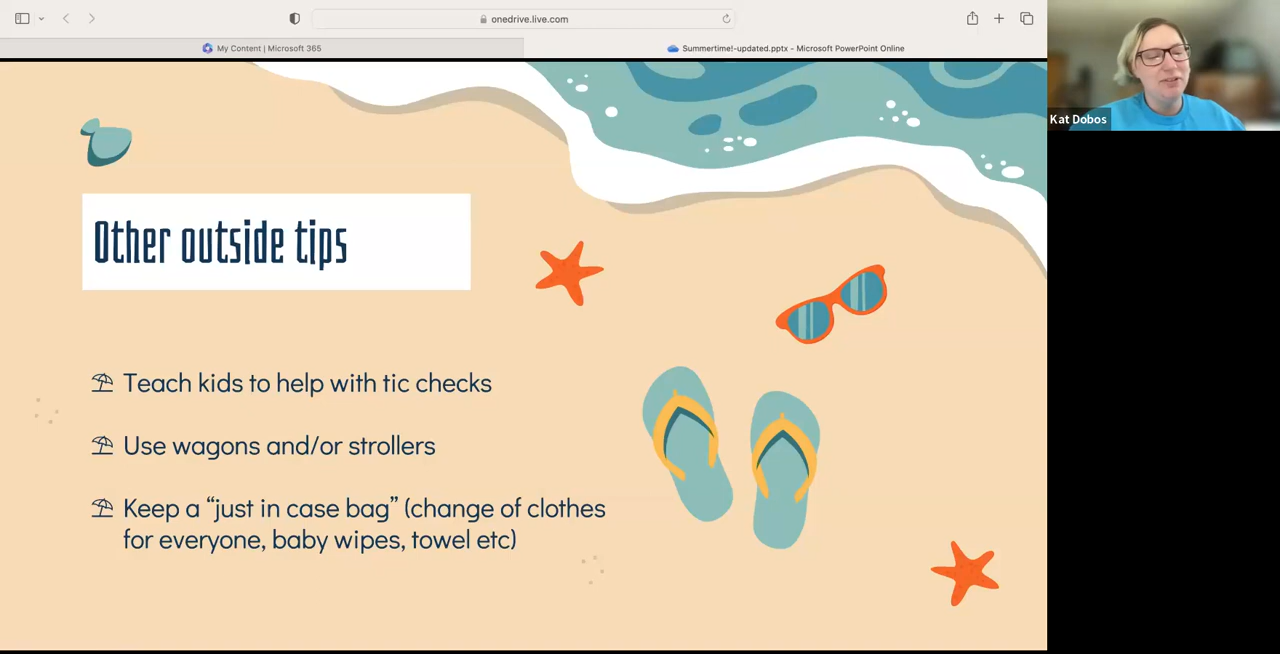 onedrive.live.com
My Content | Microsoft 365
Summertime!-updated.pptx - Microsoft PowerPoint Online
Kat Dobos
Other outside tips
Teach kids to help with tic checks
Use wagons and/or strollers
Keep a “just in case bag” (change of clothes
for everyone, baby wipes, towel etc)